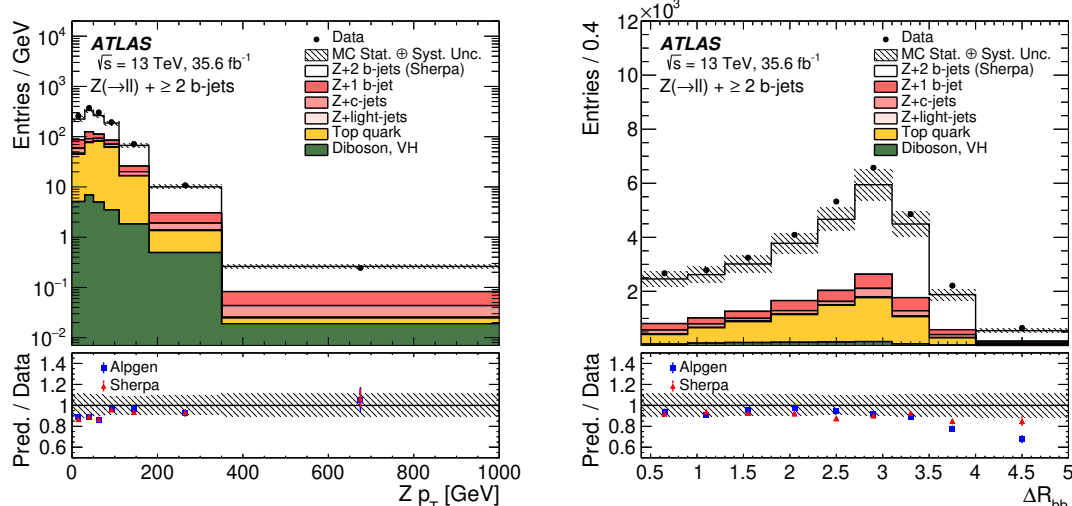 Entries / GeV
10⁴
10³
10²
10
1
10⁻¹
10⁻²
ATLAS
√s = 13 TeV, 35.6 fb⁻¹
Z(→ll) + ≥ 2 b-jets
Data
MC Stat. ⊕ Syst. Unc.
Z+2 b-jets (Sherpa)
Z+1 b-jet
Z+c-jets
Z+light-jets
Top quark
Diboson, VH
Pred. / Data
1.4
1.2
1
0.8
0.6
Alpgen
Sherpa
0 200 400 600 800 1000
Z p_T [GeV]
Entries / 0.4
12×10³
10
8
6
4
2
ATLAS
√s = 13 TeV, 35.6 fb⁻¹
Z(→ll) + ≥ 2 b-jets
Data
MC Stat. ⊕ Syst. Unc.
Z+2 b-jets (Sherpa)
Z+1 b-jet
Z+c-jets
Z+light-jets
Top quark
Diboson, VH
Pred. / Data
1.4
1.2
1
0.8
0.6
Alpgen
Sherpa
0.5 1 1.5 2 2.5 3 3.5 4 4.5 5
ΔR_bb